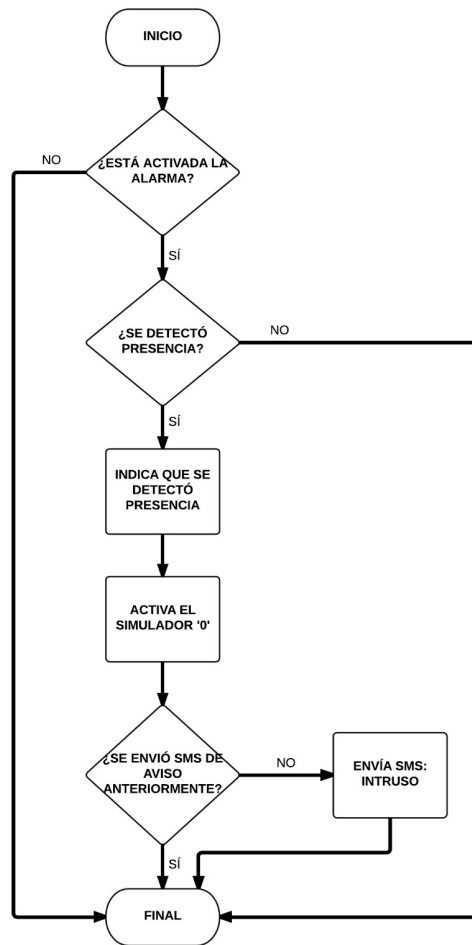 INICIO
NO
¿ESTÁ ACTIVADA LA
ALARMA?
SÍ
¿SE DETECTÓ
PRESENCIA?
NO
SÍ
INDICA QUE SE
DETECTÓ
PRESENCIA
ACTIVA EL
SIMULADOR '0'
¿SE ENVIÓ SMS DE
AVISO
ANTERIORMENTE?
NO
ENVÍA SMS:
INTRUSO
SÍ
FINAL